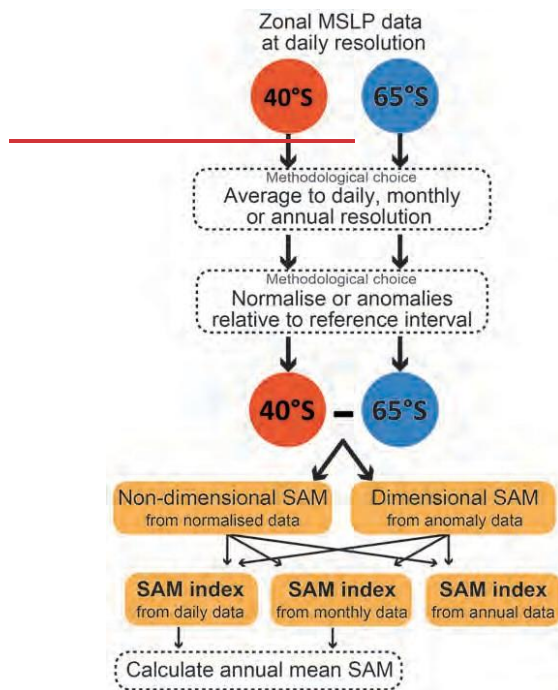 Zonal MSLP data
at daily resolution
40°S
65°S
Methodological choice
Average to daily, monthly
or annual resolution
Methodological choice
Normalise or anomalies
relative to reference interval
40°S
–
65°S
Non-dimensional SAM
from normalised data
Dimensional SAM
from anomaly data
SAM index
from daily data
SAM index
from monthly data
SAM index
from annual data
Calculate annual mean SAM